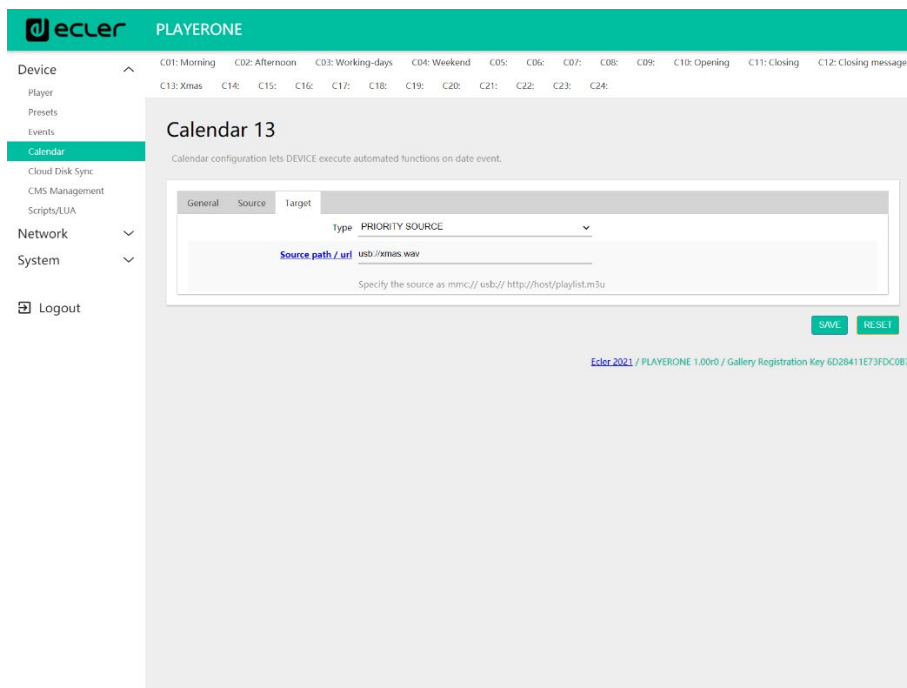 ecler PLAYERONE
Device
Player
Presets
Events
Calendar
Cloud Disk Sync
CMS Management
Scripts/LUA
Network
System
Logout
C01: Morning C02: Afternoon C03: Working-days C04: Weekend C05: C06: C07: C08: C09: C10: Opening C11: Closing C12: Closing message
C13: Xmas C14: C15: C16: C17: C18: C19: C20: C21: C22: C23: C24:
Calendar 13
Calendar configuration lets DEVICE execute automated functions on date event.
General Source Target
Type PRIORITY SOURCE
Source path / url usb://xmas.wav
Specify the source as mmc:// usb:// http://host/playlist.m3u
SAVE RESET
Ecler 2021 / PLAYERONE 1.00r0 / Gallery Registration Key 6D28411E73FDC0B7